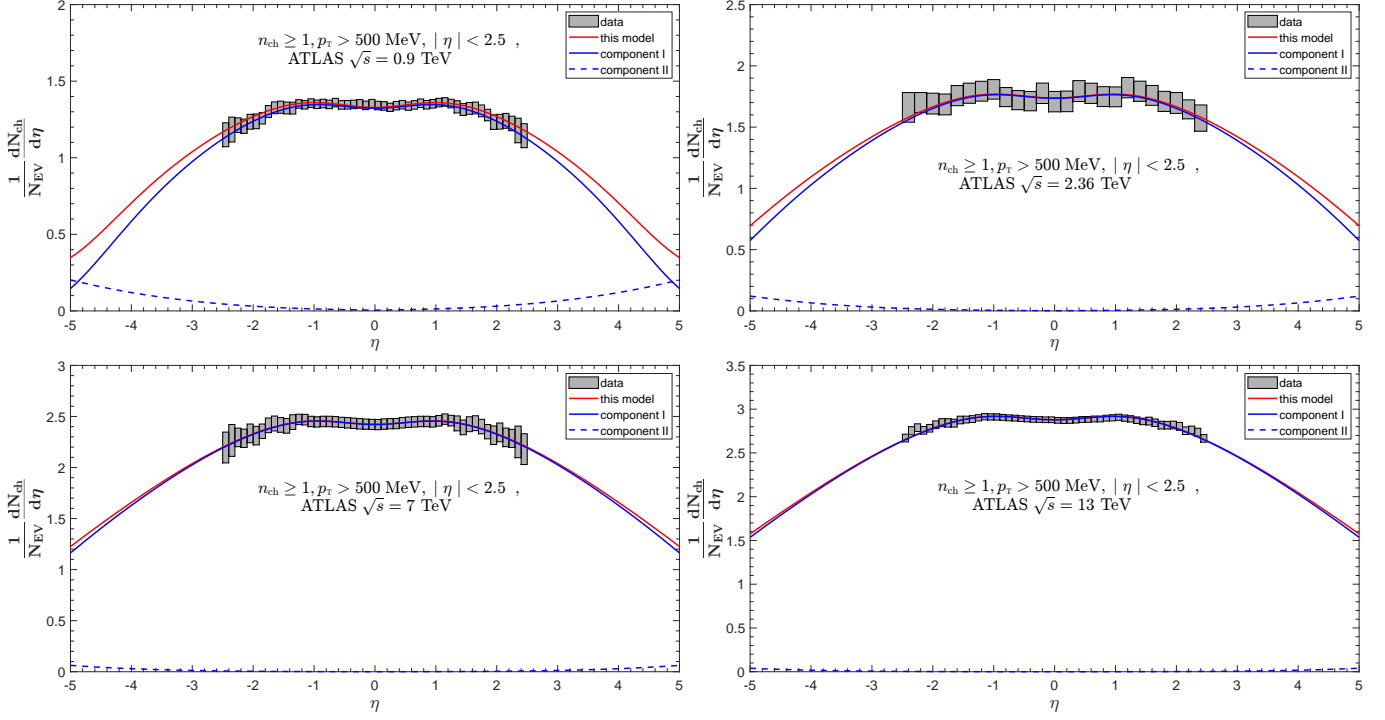 2
1.5
1
0.5
0
-5 -4 -3 -2 -1 0 1 2 3 4 5
η
1/N_EV dN_ch/dη
n_ch ≥ 1, p_T > 500 MeV, | η | < 2.5 ,
ATLAS √s = 0.9 TeV
data
this model
component I
component II
2.5
2
1.5
1
0.5
0
-5 -4 -3 -2 -1 0 1 2 3 4 5
η
1/N_EV dN_ch/dη
n_ch ≥ 1, p_T > 500 MeV, | η | < 2.5 ,
ATLAS √s = 2.36 TeV
data
this model
component I
component II
3
2.5
2
1.5
1
0.5
0
-5 -4 -3 -2 -1 0 1 2 3 4 5
η
1/N_EV dN_ch/dη
n_ch ≥ 1, p_T > 500 MeV, | η | < 2.5 ,
ATLAS √s = 7 TeV
data
this model
component I
component II
3.5
3
2.5
2
1.5
1
0.5
0
-5 -4 -3 -2 -1 0 1 2 3 4 5
η
1/N_EV dN_ch/dη
n_ch ≥ 1, p_T > 500 MeV, | η | < 2.5 ,
ATLAS √s = 13 TeV
data
this model
component I
component II